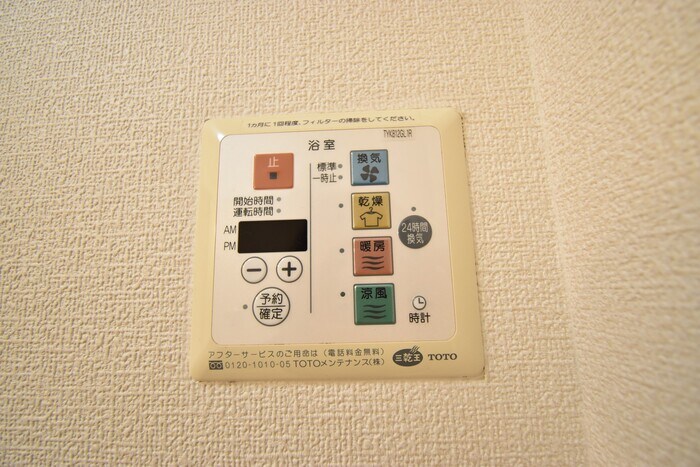 1ヵ月に1回程度、フィルターの掃除をしてください。
TYK812GL1R
浴室
止
標準
一時止
換気
開始時間
運転時間
乾燥
AM
PM
24時間
換気
暖房
予約
確定
涼風
時計
アフターサービスのご用命は（電話料金無料）
0120-1010-05 TOTOメンテナンス(株)
三乾王
TOTO